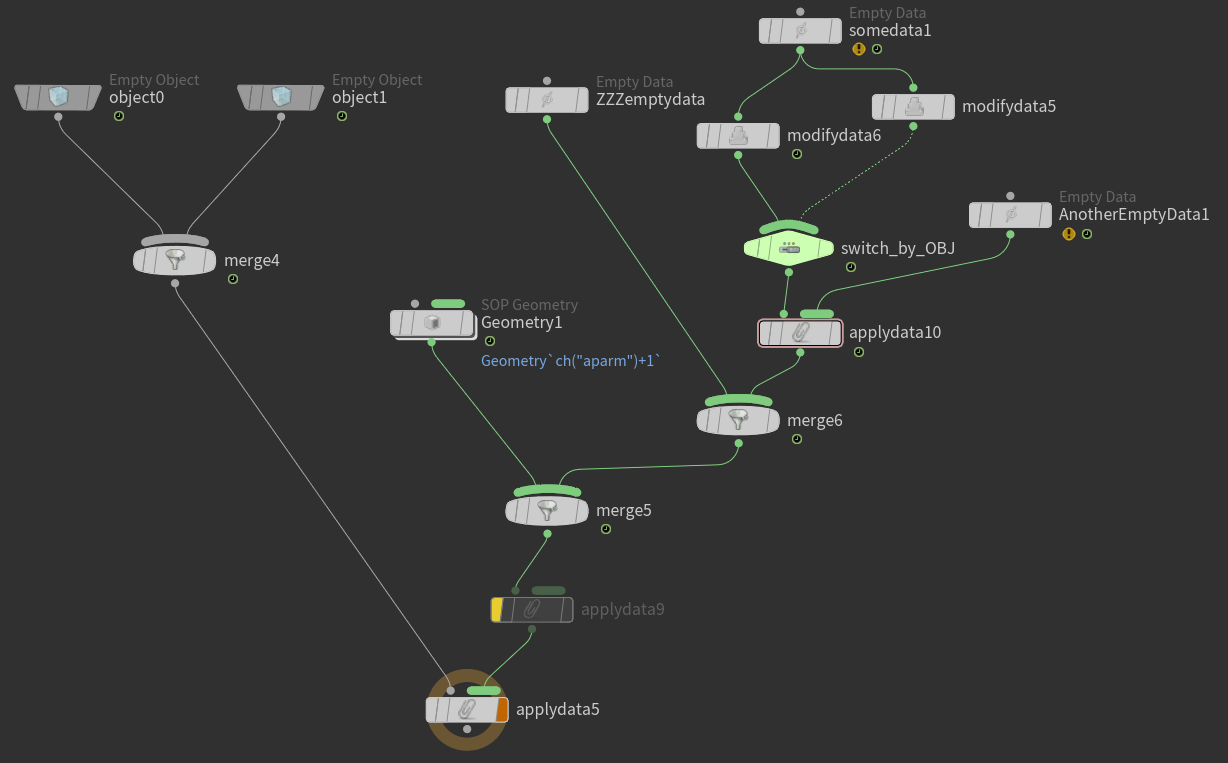 Empty Data
somedata1
Empty Object
object0
Empty Object
object1
Empty Data
ZZZemptydata
modifydata5
modifydata6
Empty Data
AnotherEmptyData1
switch_by_OBJ
merge4
SOP Geometry
Geometry1
Geometry`ch("aparm")+1`
applydata10
merge6
merge5
applydata9
applydata5